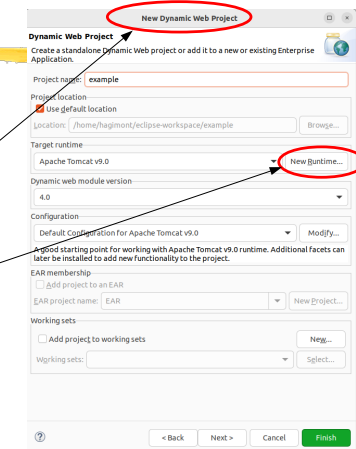 New Dynamic Web Project
Dynamic Web Project
Create a standalone Dynamic Web project or add it to a new or existing Enterprise
Application.
Project name: example
Project location
Use default location
Location: /home/hagimont/eclipse-workspace/example Browse...
Target runtime
Apache Tomcat v9.0 New Runtime...
Dynamic web module version
4.0
Configuration
Default Configuration for Apache Tomcat v9.0 Modify...
A good starting point for working with Apache Tomcat v9.0 runtime. Additional facets can
later be installed to add new functionality to the project.
EAR membership
Add project to an EAR
EAR project name: EAR New Project...
Working sets
Add project to working sets New...
Working sets: Select...
< Back Next > Cancel Finish